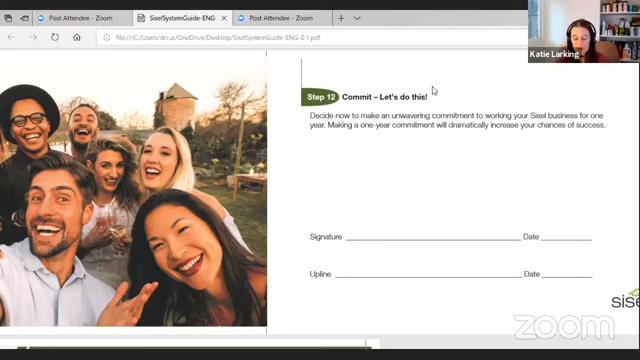 Post Attendee - Zoom
SiselSystemGuide-ENG
Post Attendee - Zoom
file:///C:/Users/drcur/OneDrive/Desktop/SiselSystemGuide-ENG-0.1.pdf
Katie Larking
Step 12 Commit – Let's do this!
Decide now to make an unwavering commitment to working your Sisel business for one
year. Making a one-year commitment will dramatically increase your chances of success.
Signature Date
Upline Date
sise
zoom